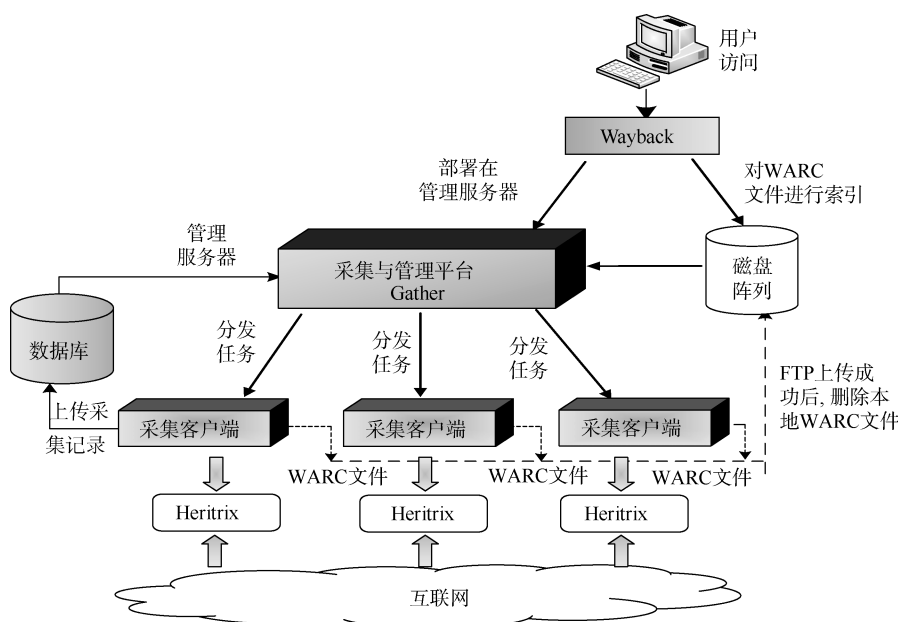 用户
访问
Wayback
部署在
管理服务器
对WARC
文件进行索引
管理
服务器
采集与管理平台
Gather
磁盘
阵列
数据库
分发
任务
分发
任务
分发
任务
FTP上传成
功后, 删除本
地WARC文件
上传采
集记录
采集客户端
采集客户端
采集客户端
WARC文件
WARC文件
WARC文件
Heritrix
Heritrix
Heritrix
互联网